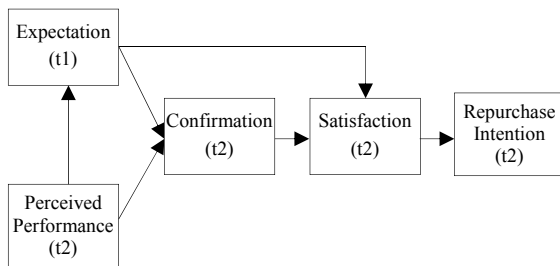 Expectation
(t1)
Confirmation
(t2)
Satisfaction
(t2)
Repurchase
Intention
(t2)
Perceived
Performance
(t2)